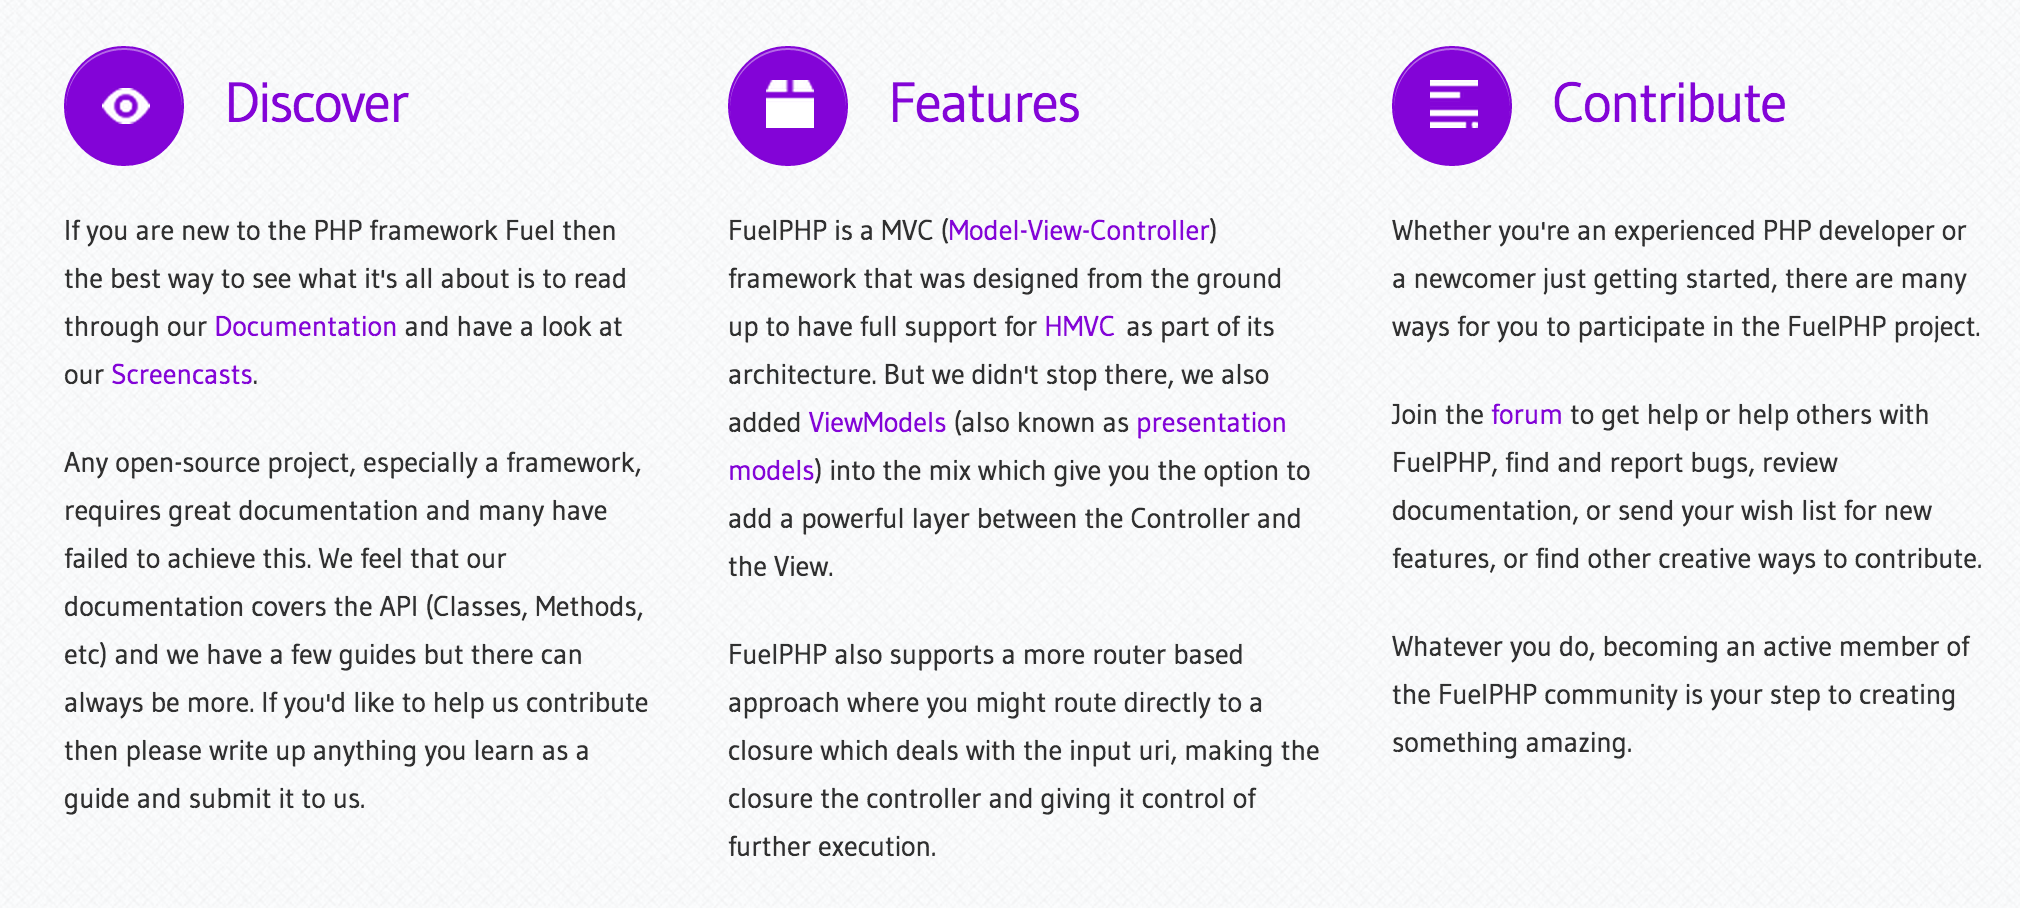 Discover
If you are new to the PHP framework Fuel then
the best way to see what it's all about is to read
through our Documentation and have a look at
our Screencasts.
Any open-source project, especially a framework,
requires great documentation and many have
failed to achieve this. We feel that our
documentation covers the API (Classes, Methods,
etc) and we have a few guides but there can
always be more. If you'd like to help us contribute
then please write up anything you learn as a
guide and submit it to us.
Features
FuelPHP is a MVC (Model-View-Controller)
framework that was designed from the ground
up to have full support for HMVC as part of its
architecture. But we didn't stop there, we also
added ViewModels (also known as presentation
models) into the mix which give you the option to
add a powerful layer between the Controller and
the View.
FuelPHP also supports a more router based
approach where you might route directly to a
closure which deals with the input uri, making the
closure the controller and giving it control of
further execution.
Contribute
Whether you're an experienced PHP developer or
a newcomer just getting started, there are many
ways for you to participate in the FuelPHP project.
Join the forum to get help or help others with
FuelPHP, find and report bugs, review
documentation, or send your wish list for new
features, or find other creative ways to contribute.
Whatever you do, becoming an active member of
the FuelPHP community is your step to creating
something amazing.